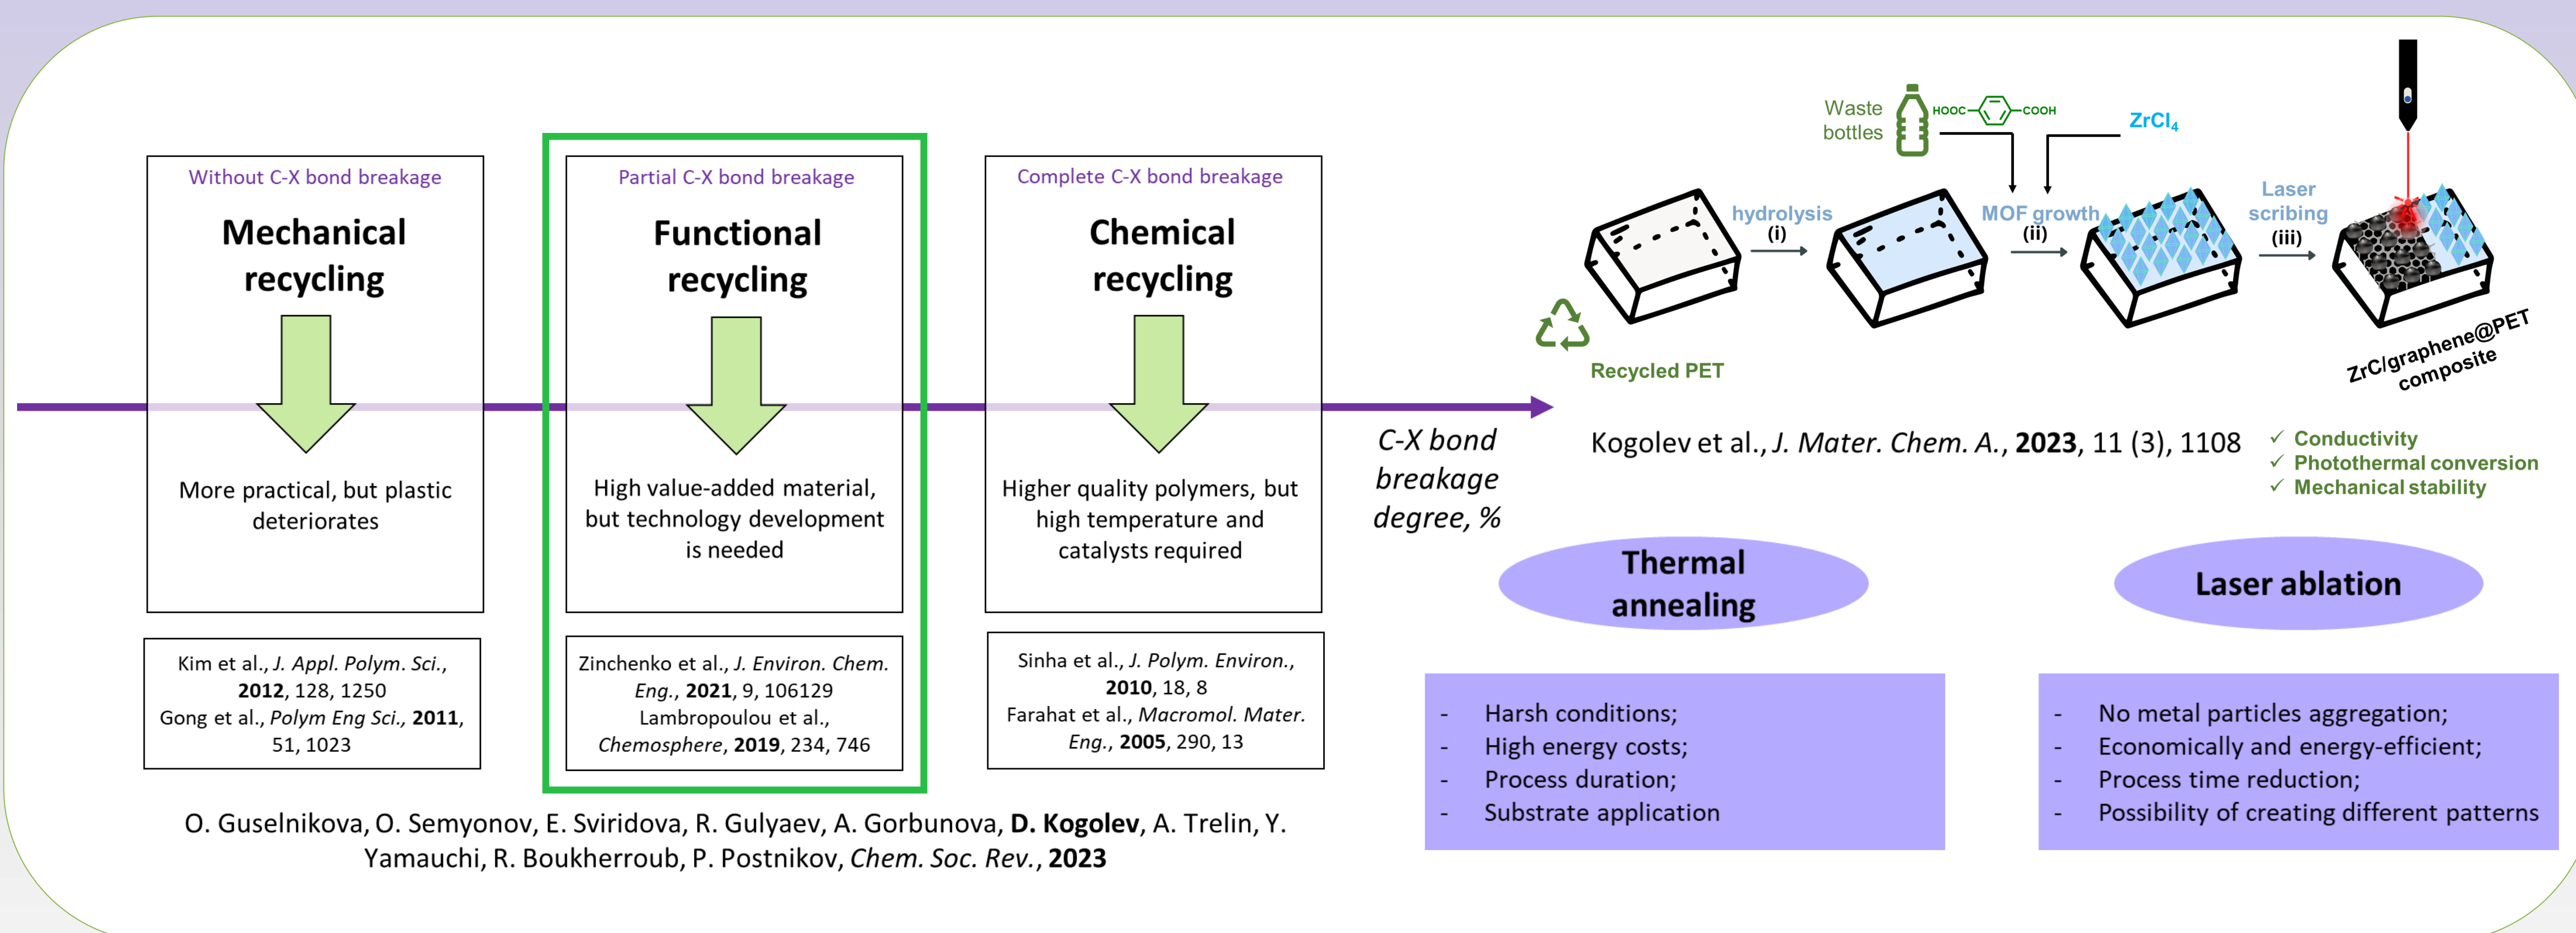 Without C-X bond breakage
Mechanical
recycling
More practical, but plastic
deteriorates
Kim et al., J. Appl. Polym. Sci.,
2012, 128, 1250
Gong et al., Polym Eng Sci., 2011,
51, 1023
Partial C-X bond breakage
Functional
recycling
High value-added material,
but technology development
is needed
Zinchenko et al., J. Environ. Chem.
Eng., 2021, 9, 106129
Lambropoulou et al.,
Chemosphere, 2019, 234, 746
Complete C-X bond breakage
Chemical
recycling
Higher quality polymers, but
high temperature and
catalysts required
Sinha et al., J. Polym. Environ.,
2010, 18, 8
Farahat et al., Macromol. Mater.
Eng., 2005, 290, 13
C-X bond
breakage
degree, %
O. Guselnikova, O. Semyonov, E. Sviridova, R. Gulyaev, A. Gorbunova, D. Kogolev, A. Trelin, Y.
Yamauchi, R. Boukherroub, P. Postnikov, Chem. Soc. Rev., 2023
Waste
bottles
HOOC
COOH
ZrCl4
hydrolysis
(i)
MOF growth
(ii)
Laser
scribing
(iii)
Recycled PET
ZrC/graphene@PET
composite
Kogolev et al., J. Mater. Chem. A., 2023, 11 (3), 1108
✓ Conductivity
✓ Photothermal conversion
✓ Mechanical stability
Thermal
annealing
- Harsh conditions;
- High energy costs;
- Process duration;
- Substrate application
Laser ablation
- No metal particles aggregation;
- Economically and energy-efficient;
- Process time reduction;
- Possibility of creating different patterns